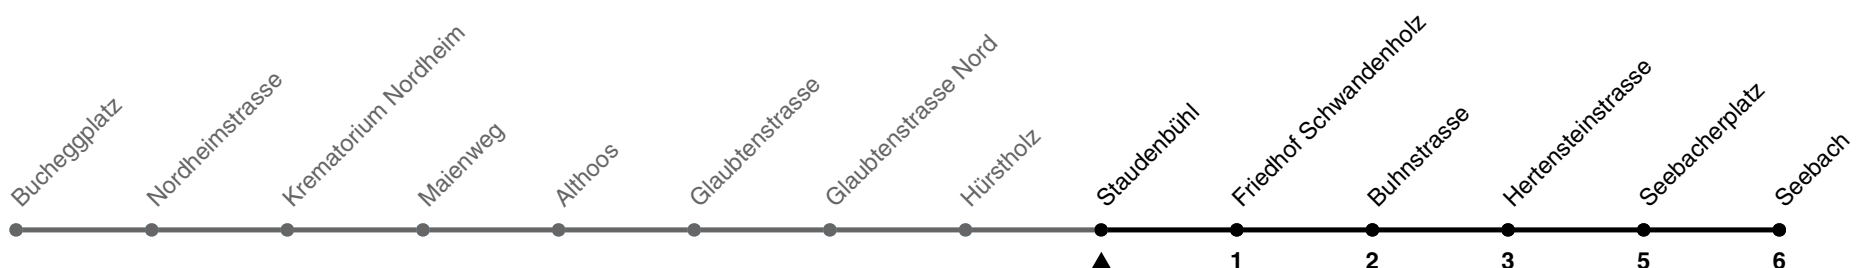 Bucheggplatz
Nordheimstrasse
Krematorium Nordheim
Maienweg
Althoos
Glaubtenstrasse
Glaubtenstrasse Nord
Hürstholz
Staudenbühl
Friedhof Schwandenholz
Buhnstrasse
Hertensteinstrasse
Seebacherplatz
Seebach
1
2
3
5
6